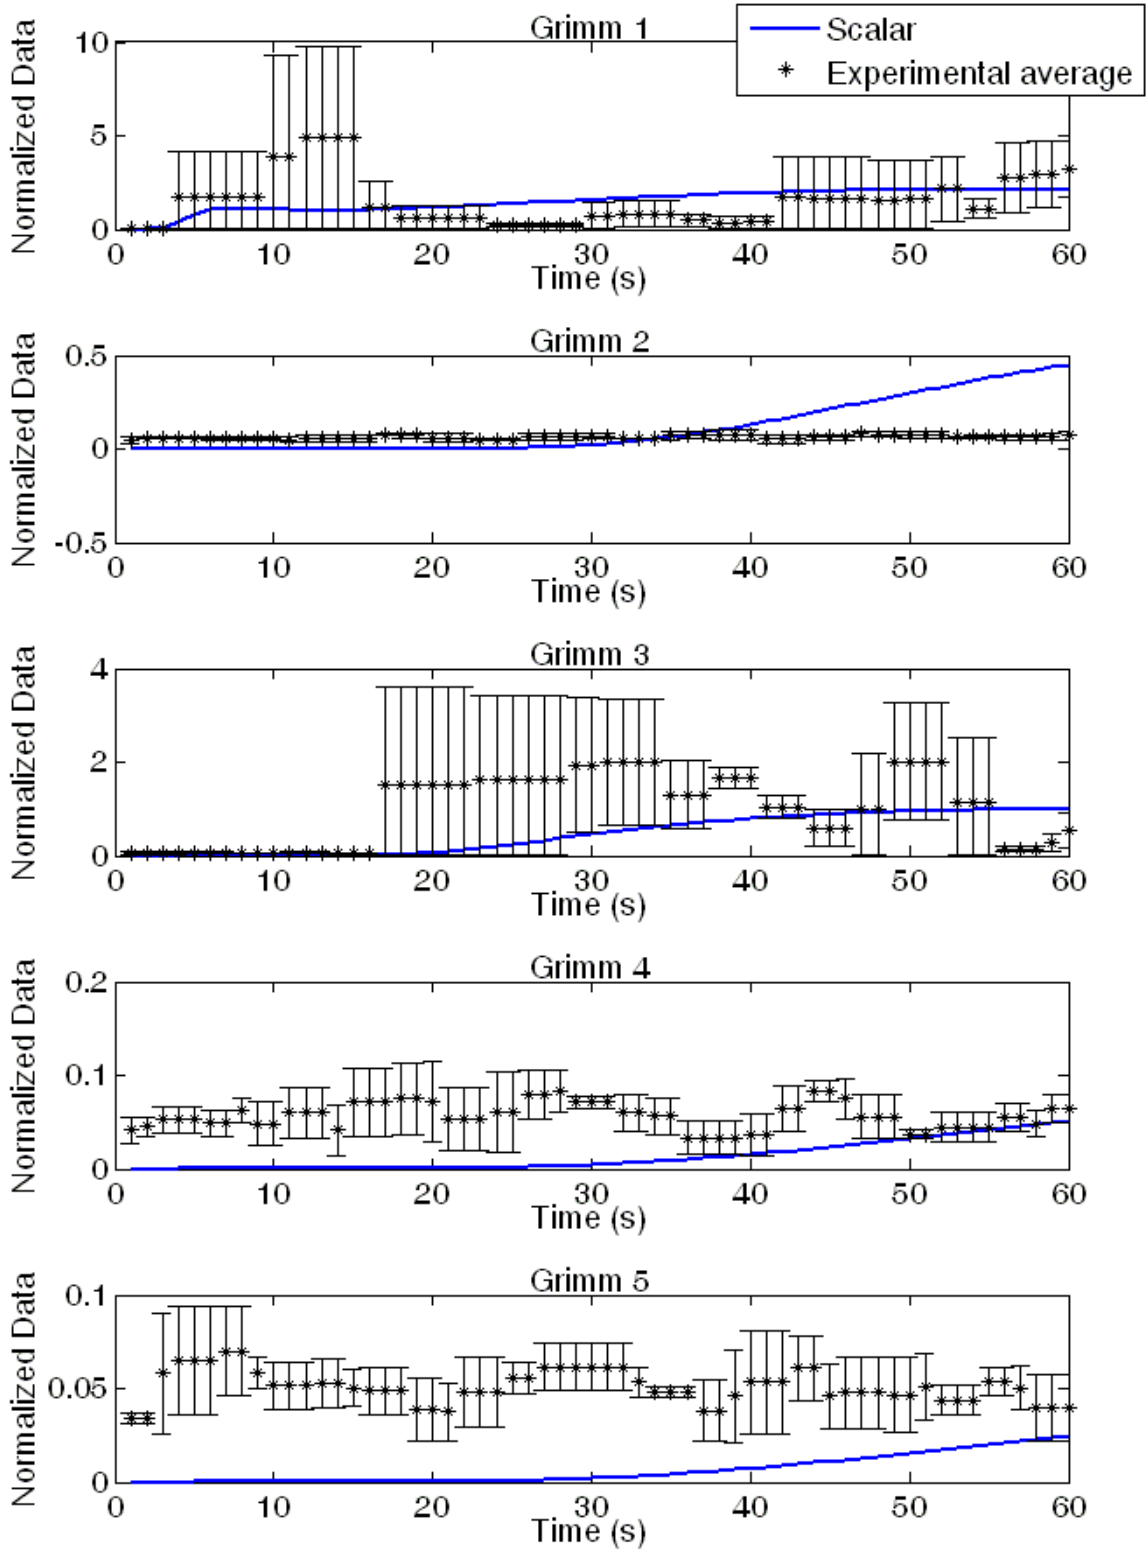 Grimm 1
Scalar
Experimental average
Normalized Data
10
5
0
0 10 20 30 40 50 60
Time (s)
Grimm 2
Normalized Data
0.5
0
-0.5
0 10 20 30 40 50 60
Time (s)
Grimm 3
Normalized Data
4
2
0
0 10 20 30 40 50 60
Time (s)
Grimm 4
Normalized Data
0.2
0.1
0
0 10 20 30 40 50 60
Time (s)
Grimm 5
Normalized Data
0.1
0.05
0
0 10 20 30 40 50 60
Time (s)